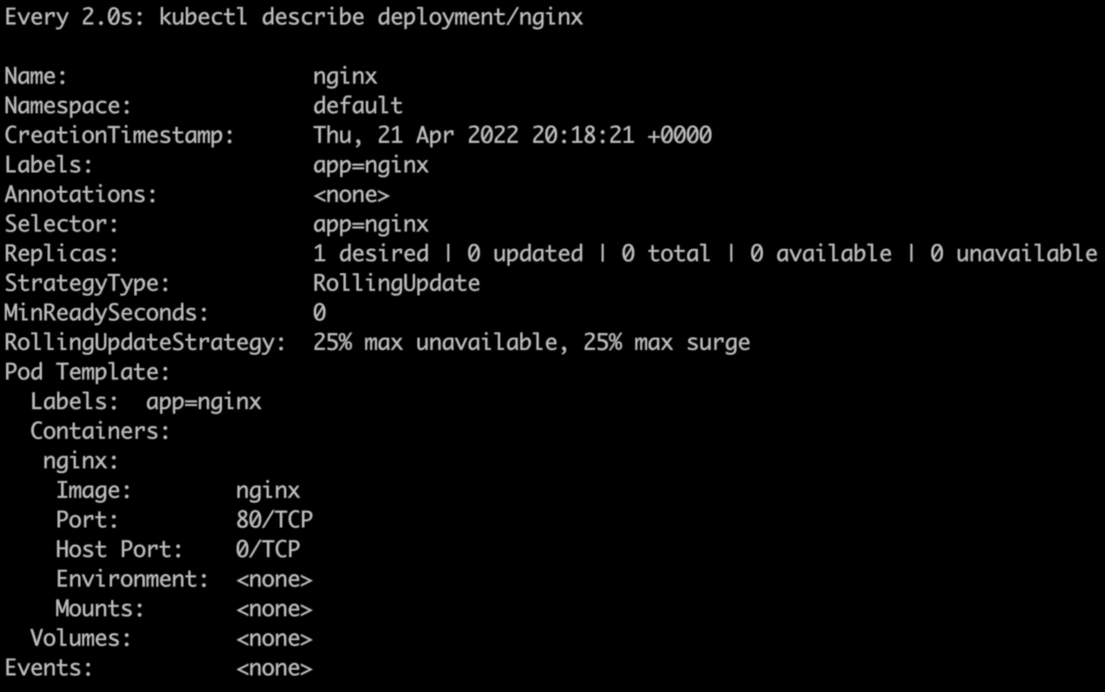 Every 2.0s: kubectl describe deployment/nginx
Name: nginx
Namespace: default
CreationTimestamp: Thu, 21 Apr 2022 20:18:21 +0000
Labels: app=nginx
Annotations: <none>
Selector: app=nginx
Replicas: 1 desired | 0 updated | 0 total | 0 available | 0 unavailable
StrategyType: RollingUpdate
MinReadySeconds: 0
RollingUpdateStrategy: 25% max unavailable, 25% max surge
Pod Template:
  Labels: app=nginx
  Containers:
   nginx:
    Image: nginx
    Port: 80/TCP
    Host Port: 0/TCP
    Environment: <none>
    Mounts: <none>
  Volumes: <none>
Events: <none>